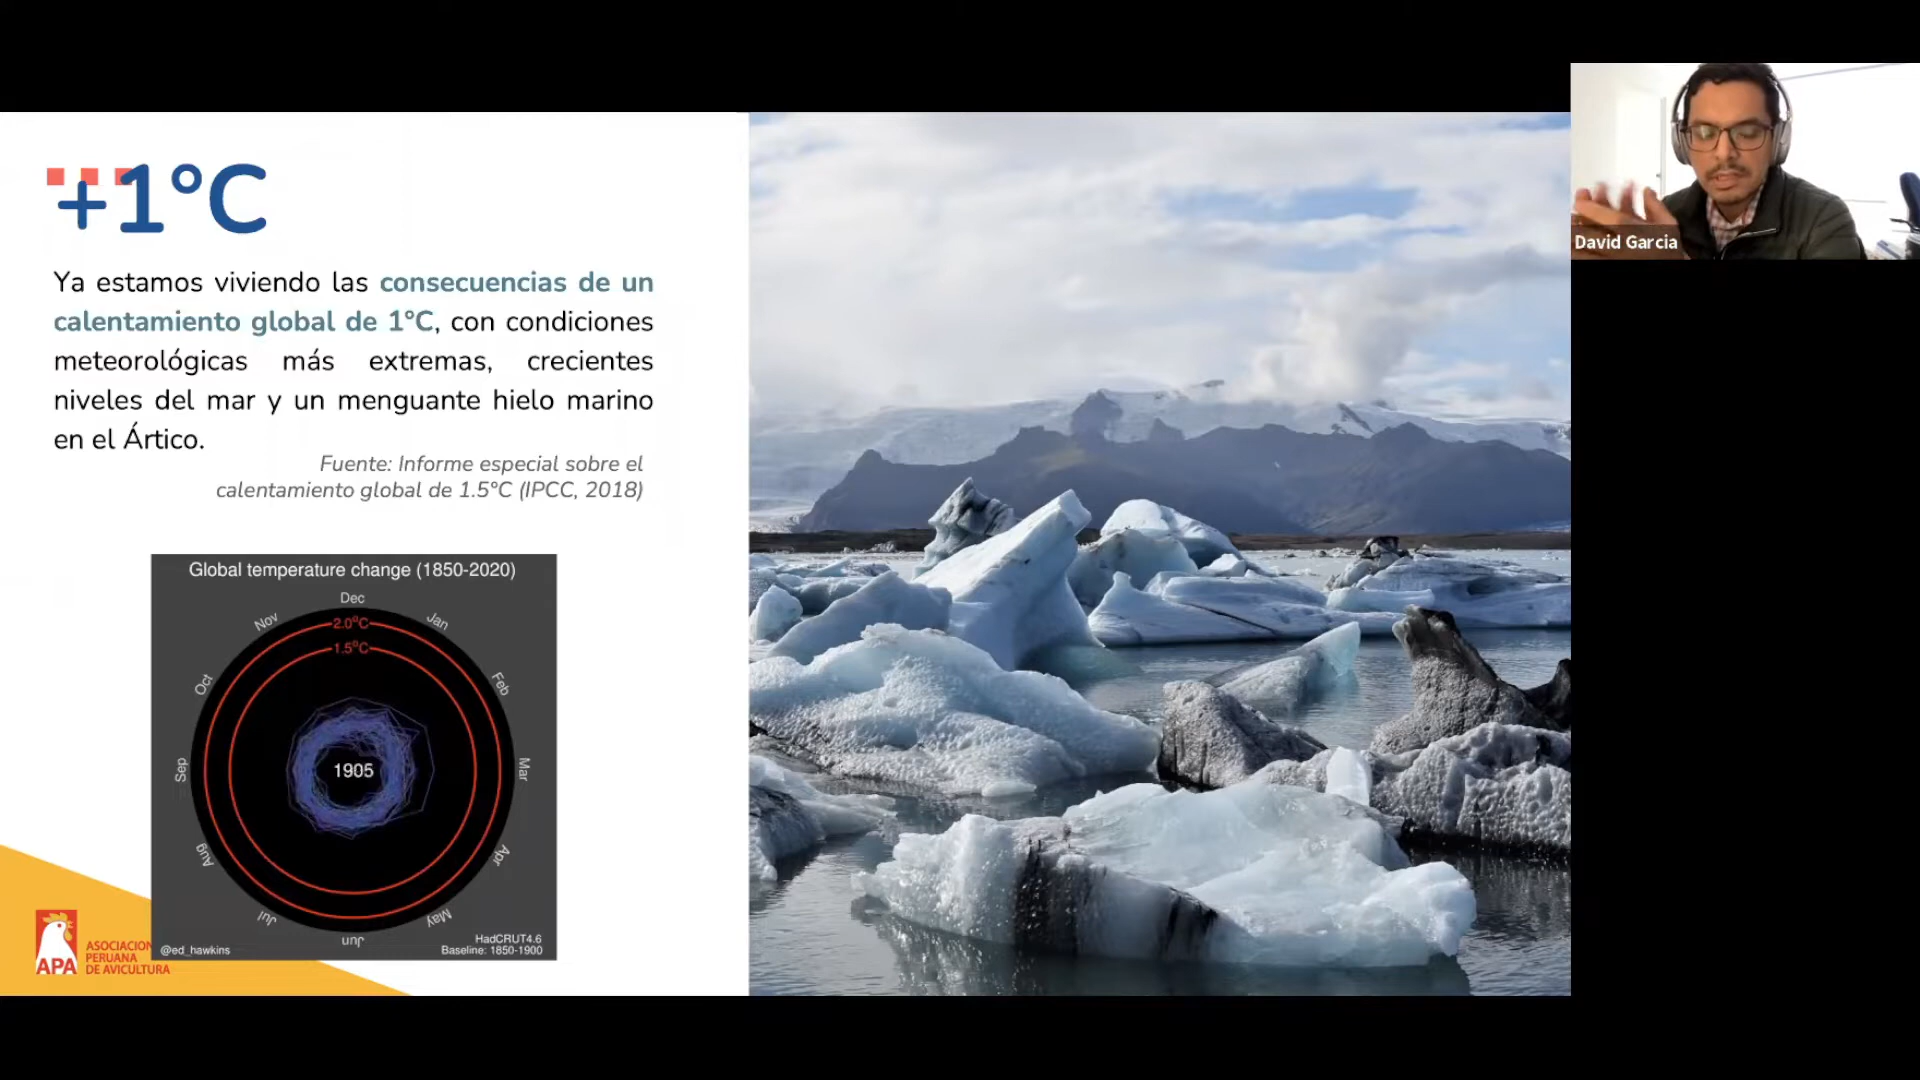 +1°C
Ya estamos viviendo las consecuencias de un
calentamiento global de 1°C, con condiciones
meteorológicas más extremas, crecientes
niveles del mar y un menguante hielo marino
en el Ártico.
Fuente: Informe especial sobre el
calentamiento global de 1.5°C (IPCC, 2018)
Global temperature change (1850-2020)
Dec
Jan
Feb
Mar
Apr
May
Jun
Jul
Aug
Sep
Oct
Nov
2.0°C
1.5°C
1905
@ed_hawkins
HadCRUT4.6
Baseline: 1850-1900
APA
ASOCIACION
PERUANA
DE AVICULTURA
David Garcia